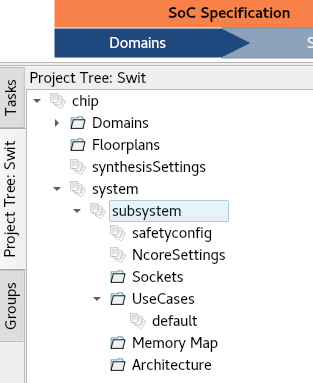 SoC Specification
Domains
S
Tasks
Project Tree: Swit
Groups
Project Tree: Swit
chip
Domains
Floorplans
synthesisSettings
system
subsystem
safetyconfig
NcoreSettings
Sockets
UseCases
default
Memory Map
Architecture